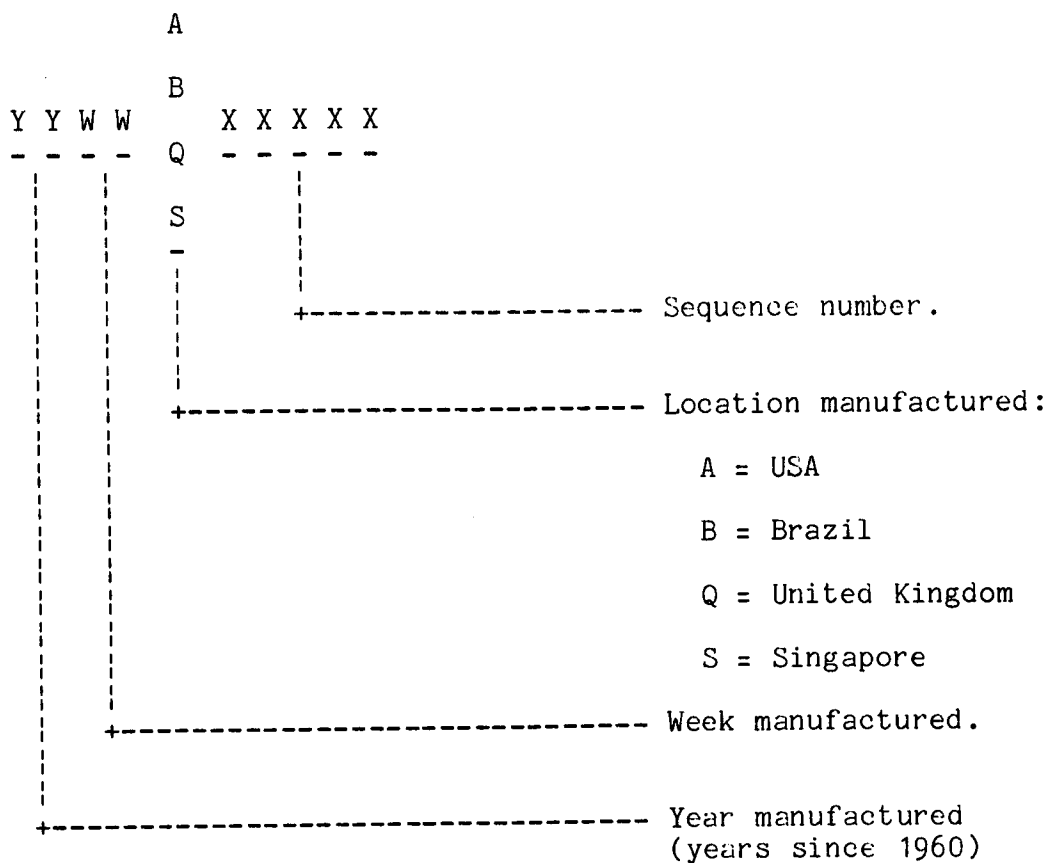 A
B
Y Y W W X X X X X
- - - - Q - - - - -
S
-
+------------------ Sequence number.
+------------------------ Location manufactured:
A = USA
B = Brazil
Q = United Kingdom
S = Singapore
+---------------------------- Week manufactured.
+-------------------------------- Year manufactured
(years since 1960)